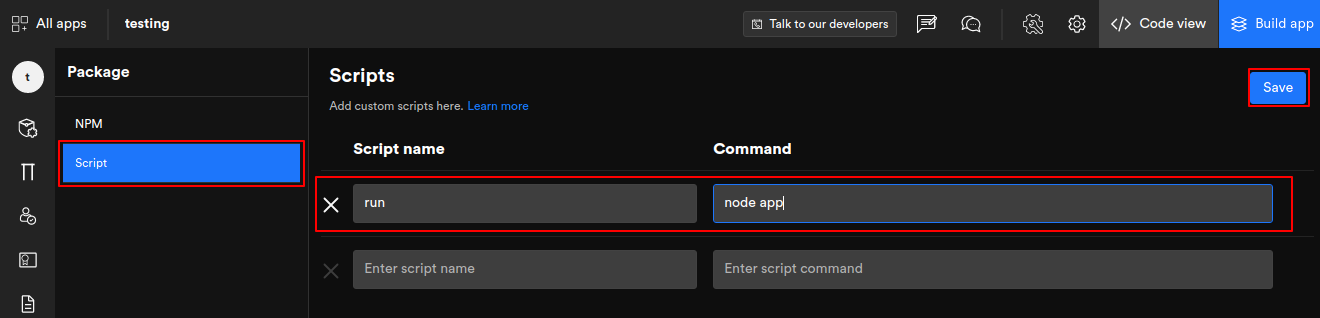 All apps
testing
Talk to our developers
Code view
Build app
t
Package
NPM
Script
Scripts
Add custom scripts here. Learn more
Save
Script name
Command
run
node app
Enter script name
Enter script command